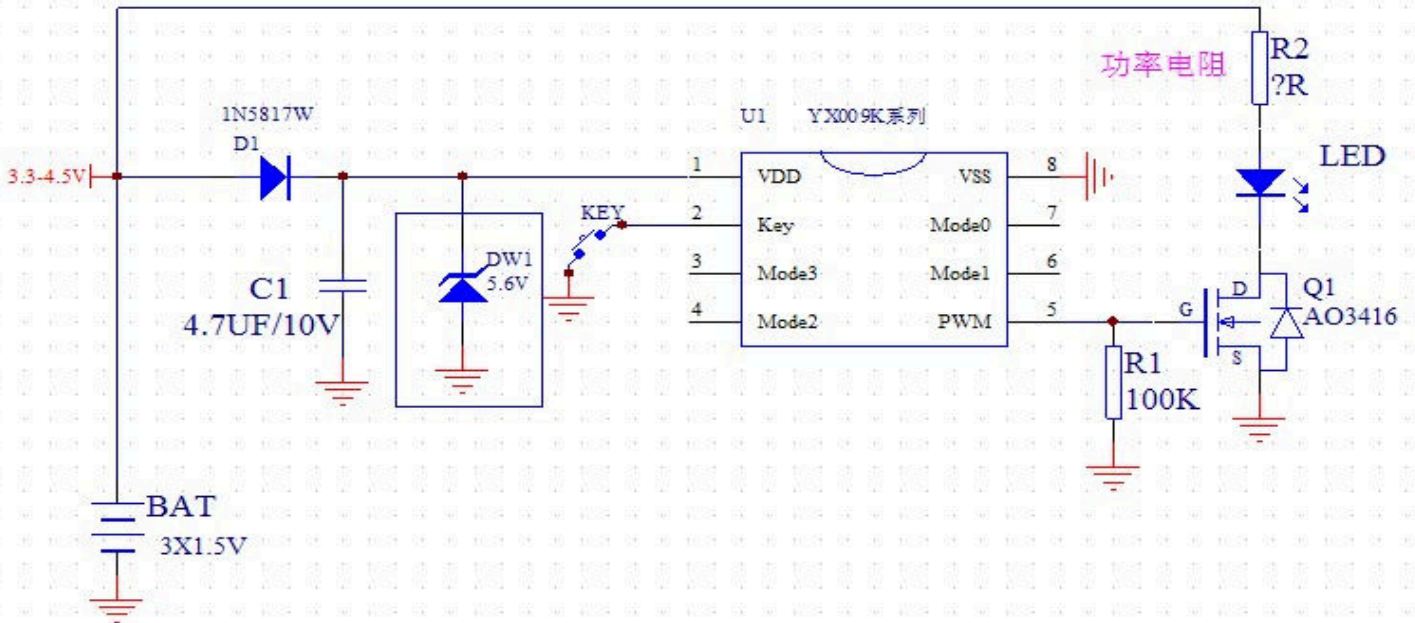 功率电阻
R2
?R
1N5817W
D1
U1
YX009K系列
LED
3.3-4.5V
1
VDD
VSS
8
KEY
2
Key
Mode0
7
DW1
5.6V
3
Mode3
Mode1
6
C1
4.7UF/10V
4
Mode2
PWM
5
G
D
S
Q1
AO3416
R1
100K
BAT
3X1.5V